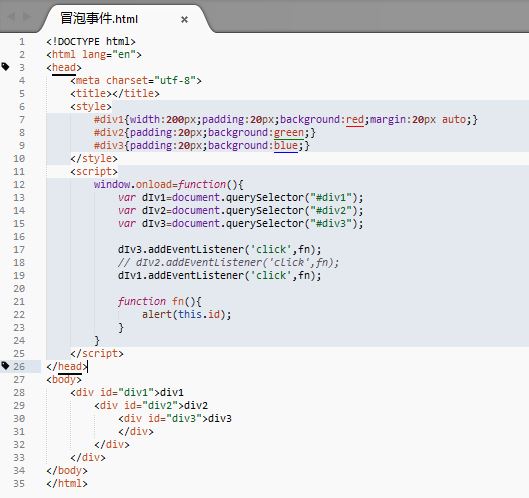 冒泡事件.html ×
1 <!DOCTYPE html>
2 <html lang="en">
3 <head>
4 <meta charset="utf-8">
5 <title></title>
6 <style>
7 #div1{width:200px;padding:20px;background:red;margin:20px auto;}
8 #div2{padding:20px;background:green;}
9 #div3{padding:20px;background:blue;}
10 </style>
11 <script>
12 window.onload=function(){
13 var dIv1=document.querySelector("#div1");
14 var dIv2=document.querySelector("#div2");
15 var dIv3=document.querySelector("#div3");
16
17 dIv3.addEventListener('click',fn);
18 // dIv2.addEventListener('click',fn);
19 dIv1.addEventListener('click',fn);
20
21 function fn(){
22 alert(this.id);
23 }
24 }
25 </script>
26 </head>
27 <body>
28 <div id="div1">div1
29 <div id="div2">div2
30 <div id="div3">div3
31 </div>
32 </div>
33 </div>
34 </body>
35 </html>